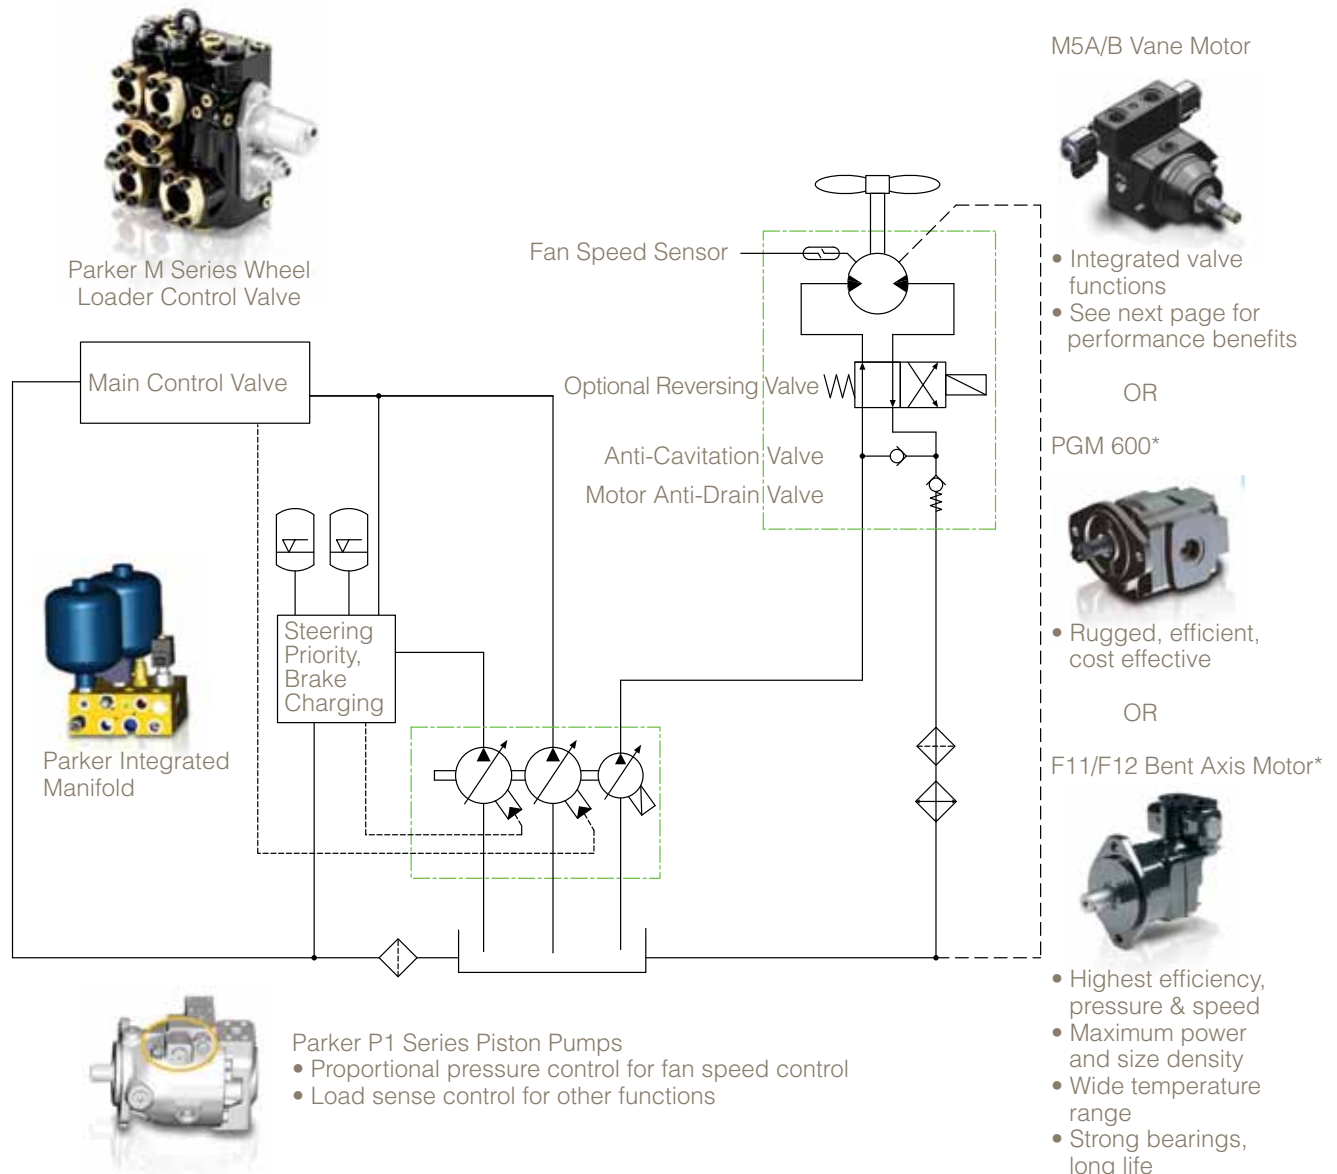 M5A/B Vane Motor
Parker M Series Wheel
Loader Control Valve
Fan Speed Sensor
• Integrated valve
functions
• See next page for
performance benefits
Main Control Valve
Optional Reversing Valve
OR
Anti-Cavitation Valve
Motor Anti-Drain Valve
PGM 600*
Steering
Priority,
Brake
Charging
• Rugged, efficient,
cost effective
OR
Parker Integrated
Manifold
F11/F12 Bent Axis Motor*
• Highest efficiency,
pressure & speed
• Maximum power
and size density
• Wide temperature
range
• Strong bearings,
long life
Parker P1 Series Piston Pumps
• Proportional pressure control for fan speed control
• Load sense control for other functions